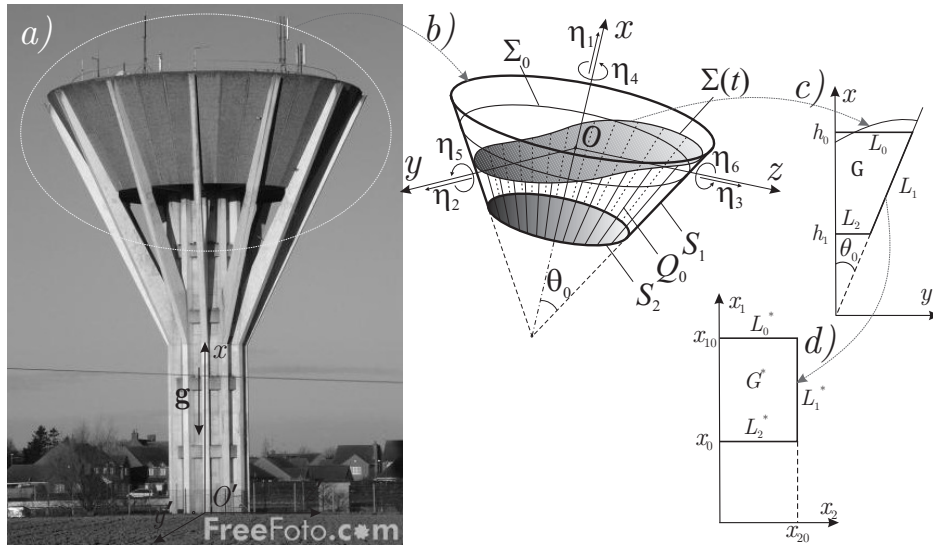 a)
x
g
O'
y'
FreeFoto.com
b)
η₁ x
η₄
Σ₀
Σ(t)
O
η₅
y
η₂
η₆
z
η₃
S₁
Q₀
S₂
θ₀
c)
x
h₀
L₀
G
L₁
L₂
h₁
θ₀
y
d)
x₁
L₀*
x₁₀
G*
L₁*
L₂*
x₀
x₂
x₂₀